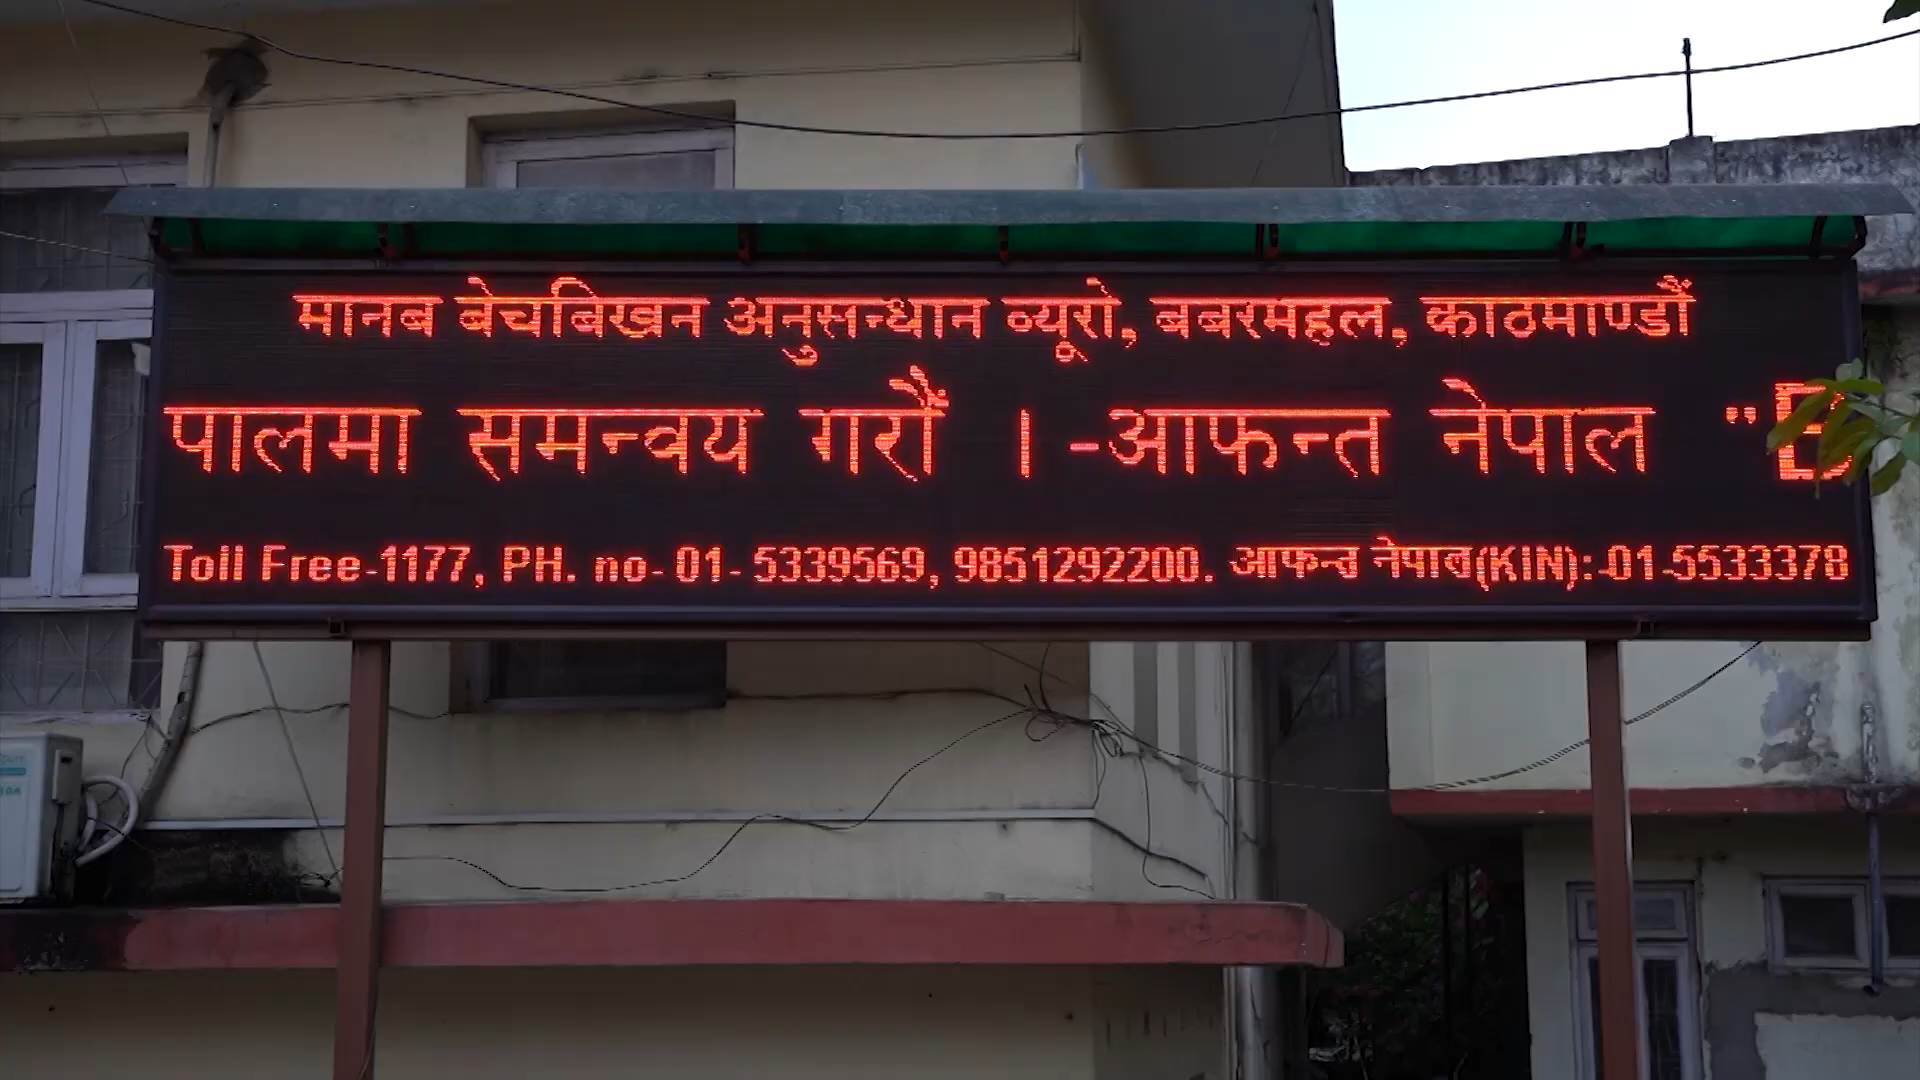 मानब बेचबिखन अनुसन्धान ब्यूरो, बबरमहल, काठमाण्डौं
पालमा समन्वय गरौं । -आफन्त नेपाल "
Toll Free-1177, PH. no- 01- 5339569, 9851292200. आफन्त नेपाल(KIN):-01-5533378